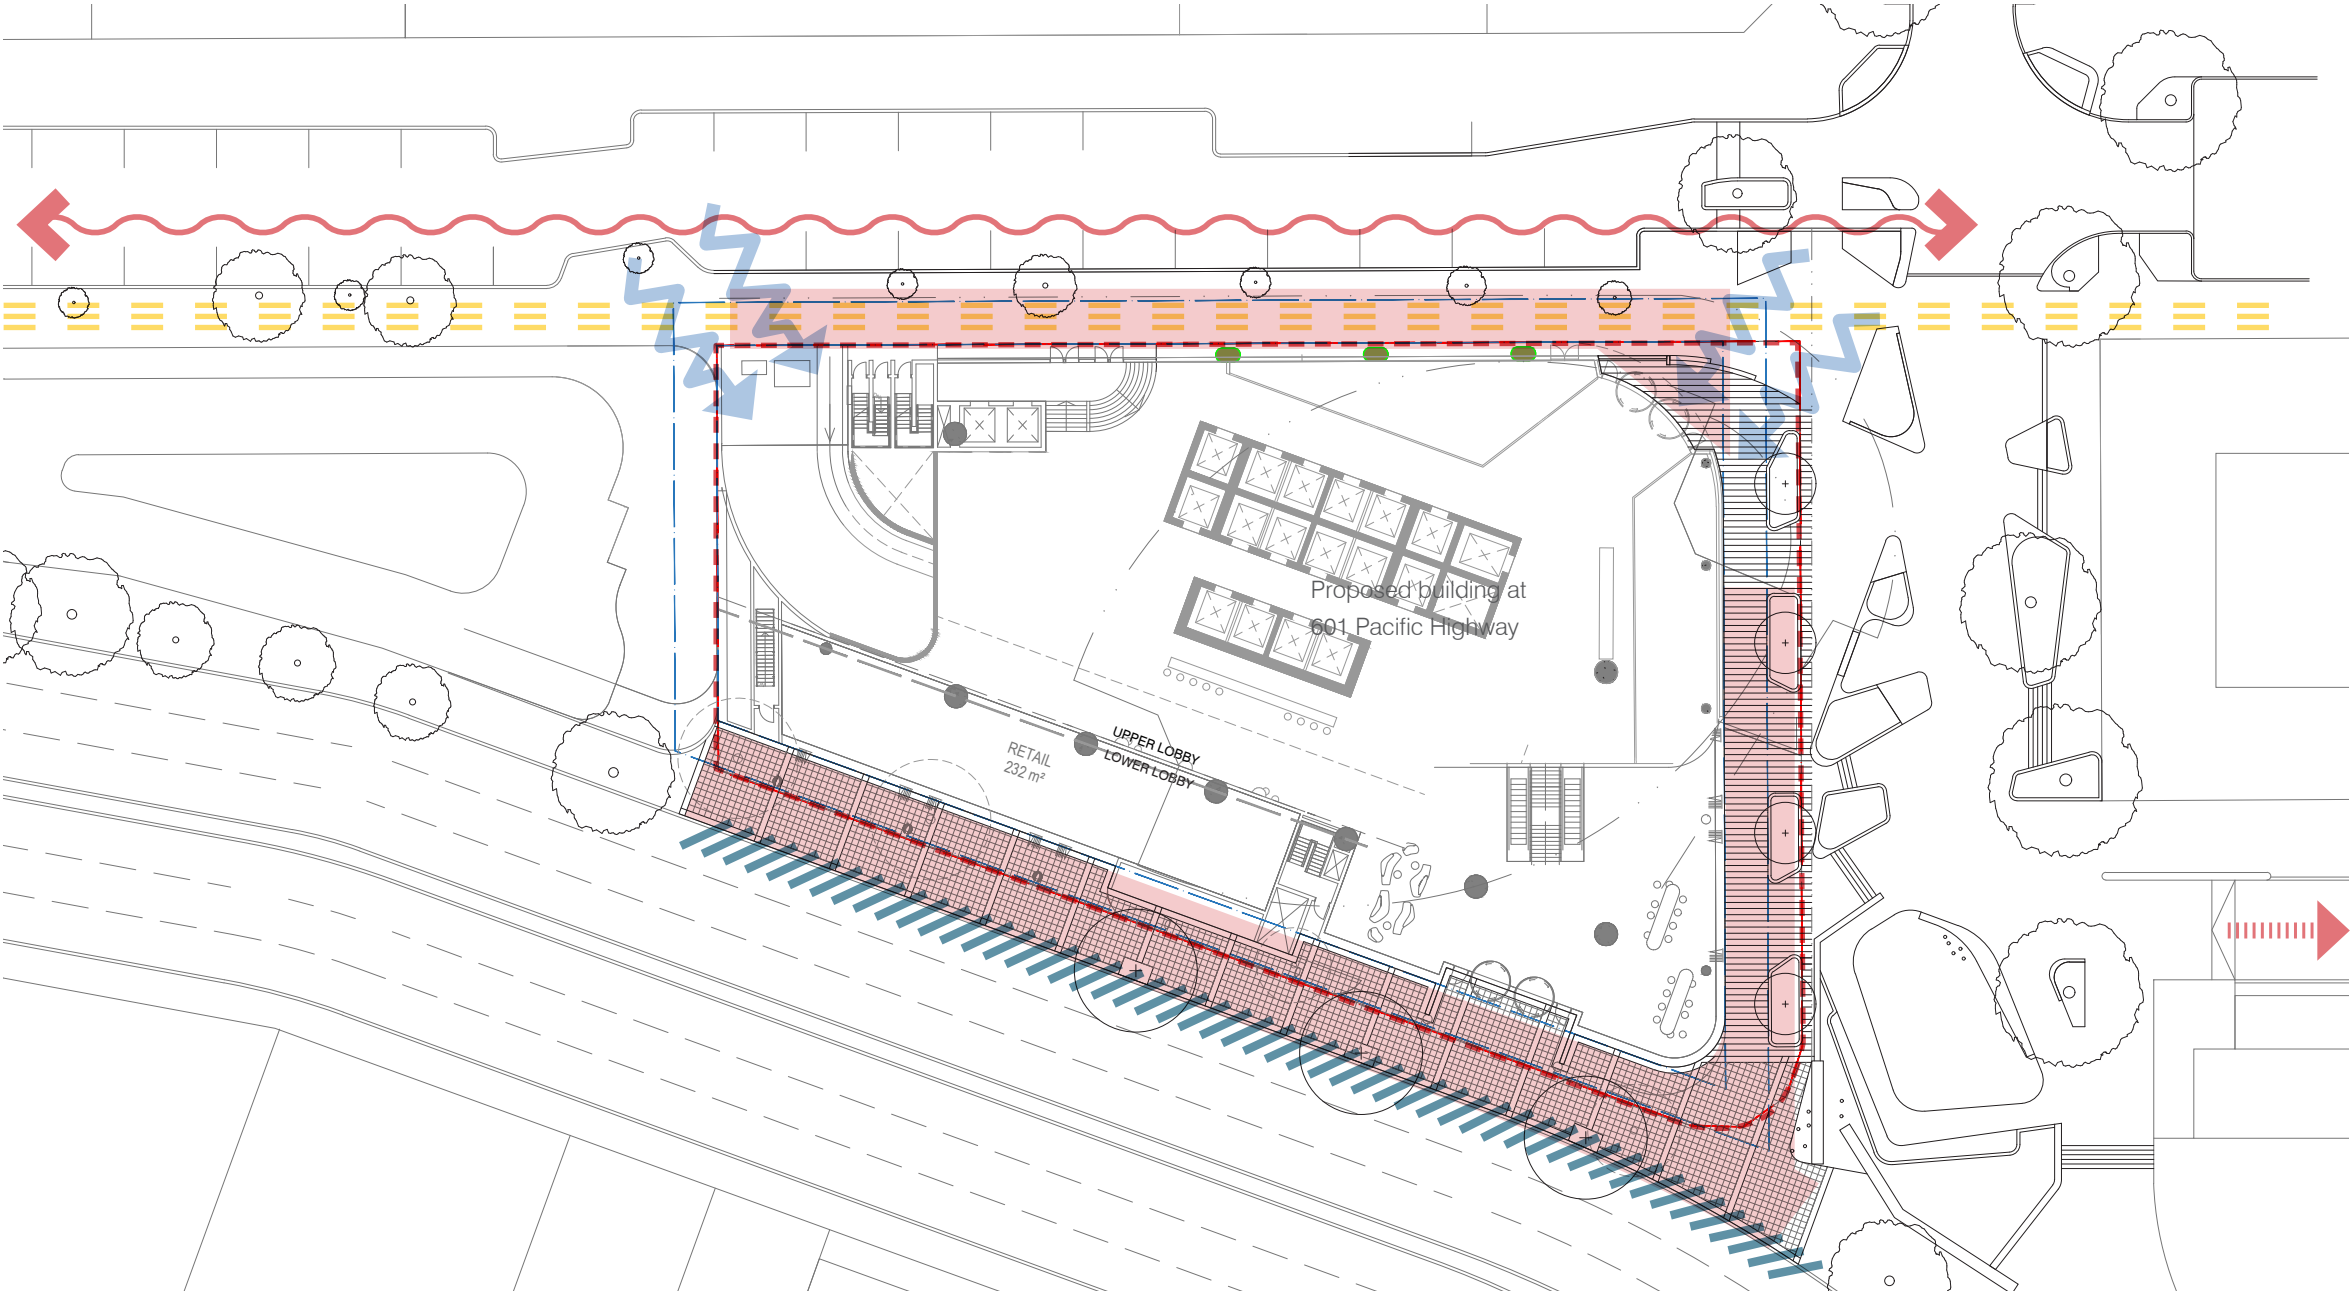 Proposed building at
601 Pacific Highway
UPPER LOBBY
LOWER LOBBY
RETAIL
232 m²